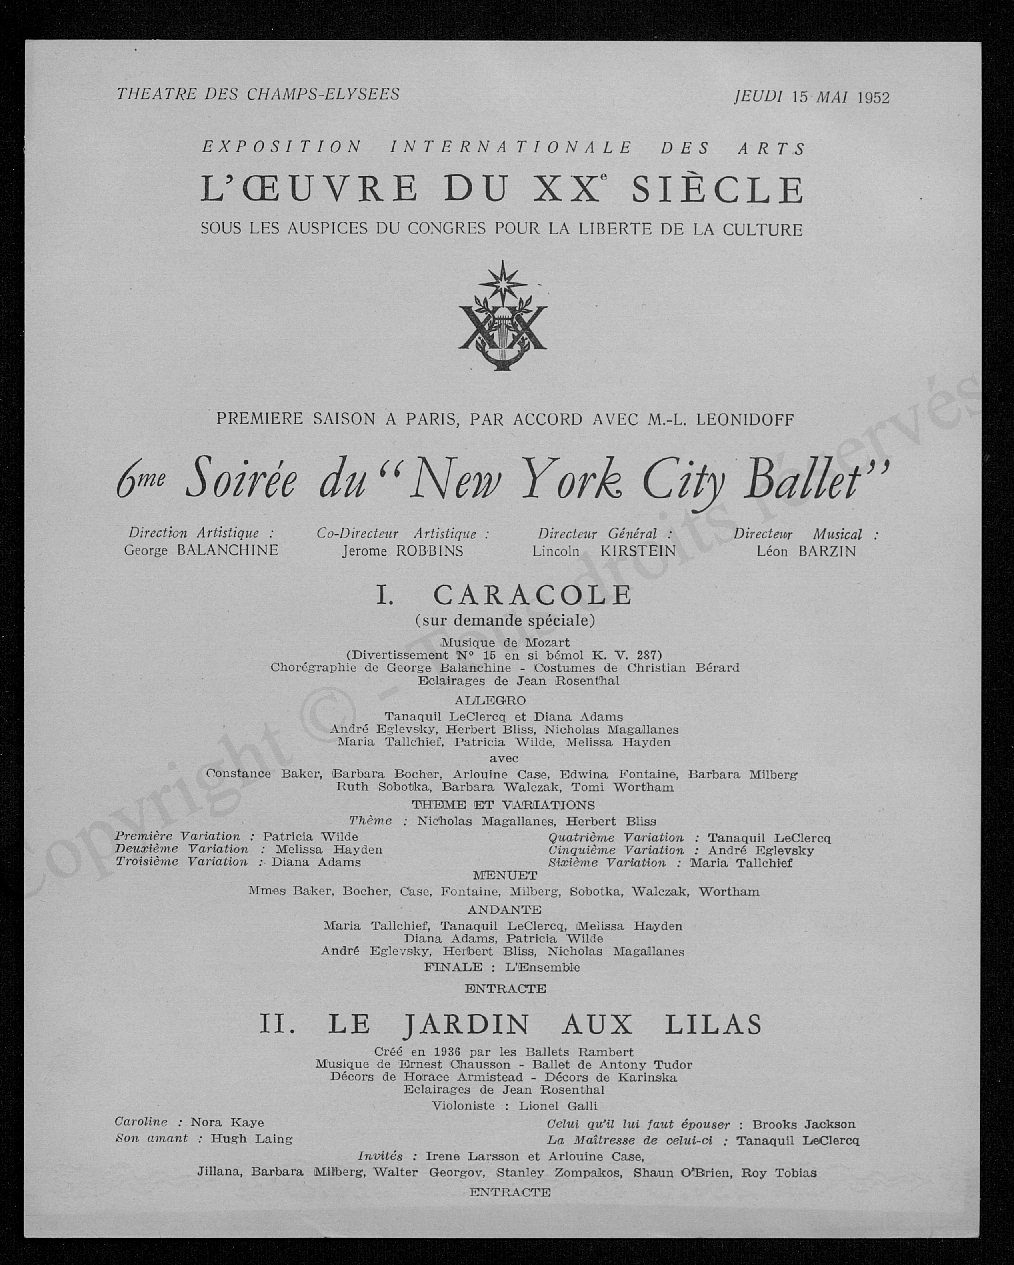 THEATRE DES CHAMPS-ELYSEES
JEUDI 15 MAI 1952
EXPOSITION INTERNATIONALE DES ARTS
L'ŒUVRE DU XXe SIÈCLE
SOUS LES AUSPICES DU CONGRES POUR LA LIBERTE DE LA CULTURE
XX
PREMIERE SAISON A PARIS, PAR ACCORD AVEC M.-L. LEONIDOFF
6me Soirée du "New York City Ballet"
Direction Artistique : Co-Directeur Artistique : Directeur Général : Directeur Musical :
George BALANCHINE Jerome ROBBINS Lincoln KIRSTEIN Léon BARZIN
I. CARACOLE
(sur demande spéciale)
Musique de Mozart
(Divertissement N° 15 en si bémol K. V. 287)
Chorégraphie de George Balanchine - Costumes de Christian Bérard
Eclairages de Jean Rosenthal
ALLEGRO
Tanaquil LeClercq et Diana Adams
André Eglevsky, Herbert Bliss, Nicholas Magallanes
Maria Tallchief, Patricia Wilde, Melissa Hayden
avec
Constance Baker, Barbara Bocher, Arlouine Case, Edwina Fontaine, Barbara Milberg
Ruth Sobotka, Barbara Walczak, Tomi Wortham
THEME ET VARIATIONS
Thème : Nicholas Magallanes, Herbert Bliss
Première Variation : Patricia Wilde Quatrième Variation : Tanaquil LeClercq
Deuxième Variation : Melissa Hayden Cinquième Variation : André Eglevsky
Troisième Variation : Diana Adams Sixième Variation : Maria Tallchief
MENUET
Mmes Baker, Bocher, Case, Fontaine, Milberg, Sobotka, Walczak, Wortham
ANDANTE
Maria Tallchief, Tanaquil LeClercq, Melissa Hayden
Diana Adams, Patricia Wilde
André Eglevsky, Herbert Bliss, Nicholas Magallanes
FINALE : L'Ensemble
ENTRACTE
II. LE JARDIN AUX LILAS
Créé en 1936 par les Ballets Rambert
Musique de Ernest Chausson - Ballet de Antony Tudor
Décors de Horace Armistead - Décors de Karinska
Eclairages de Jean Rosenthal
Violoniste : Lionel Galli
Caroline : Nora Kaye Celui qu'il lui faut épouser : Brooks Jackson
Son amant : Hugh Laing La Maîtresse de celui-ci : Tanaquil LeClercq
Invités : Irene Larsson et Arlouine Case,
Jillana, Barbara Milberg, Walter Georgov, Stanley Zompakos, Shaun O'Brien, Roy Tobias
ENTRACTE
Copyright © - Tous droits réservés